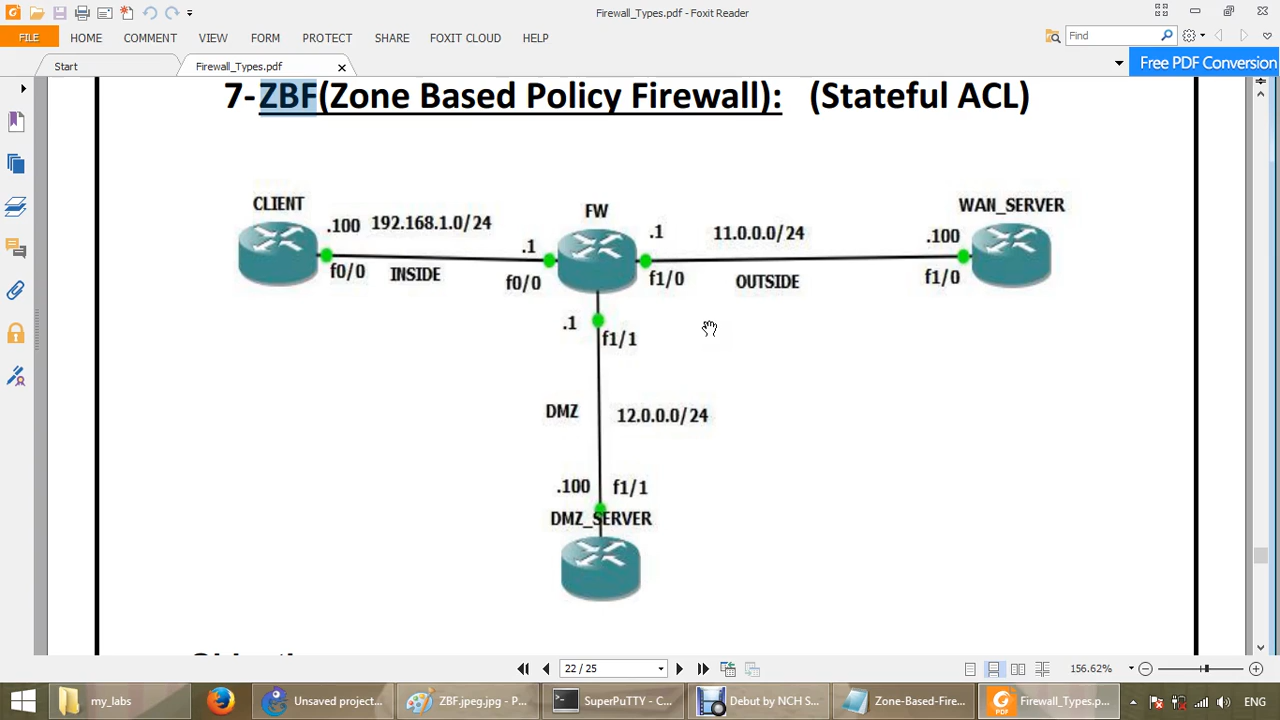 Firewall_Types.pdf - Foxit Reader
FILE HOME COMMENT VIEW FORM PROTECT SHARE FOXIT CLOUD HELP Find
Start Firewall_Types.pdf Free PDF Conversion
7-ZBF(Zone Based Policy Firewall): (Stateful ACL)
CLIENT FW WAN_SERVER
.100 192.168.1.0/24 .1 .1 11.0.0.0/24 .100
f0/0 INSIDE f0/0 f1/0 OUTSIDE f1/0
.1 f1/1
DMZ 12.0.0.0/24
.100 f1/1
DMZ_SERVER
22 / 25 156.62%
my_labs Unsaved project... ZBF.jpeg.jpg - P... SuperPuTTY - C... Debut by NCH S... Zone-Based-Fire... Firewall_Types.p... ENG